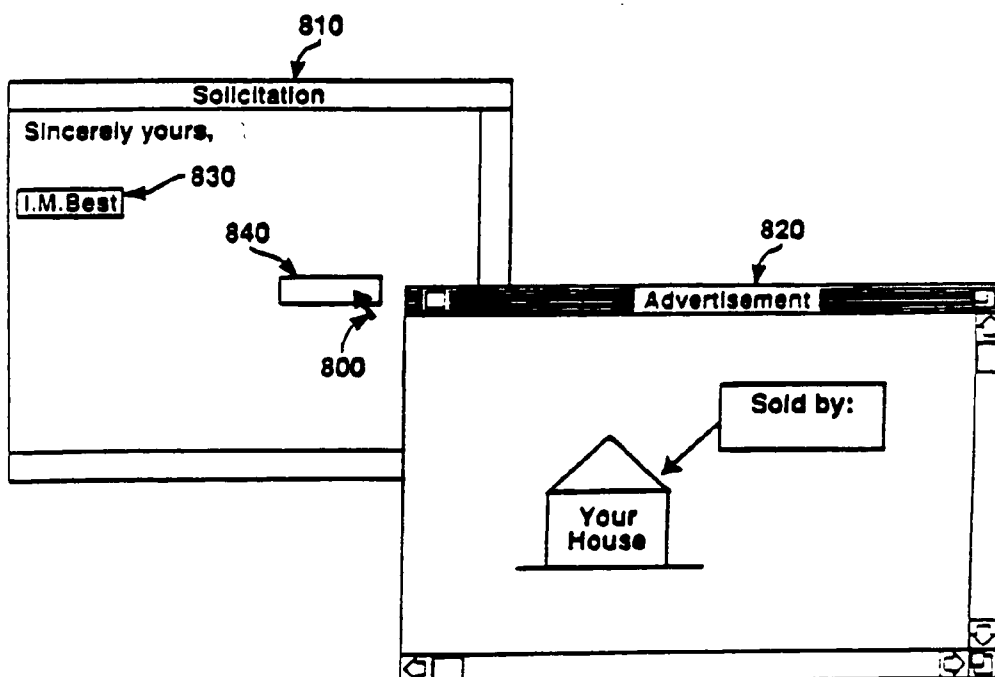 810
Solicitation
Sincerely yours,
830
I.M.Best
840
820
Advertisement
800
Sold by:
Your
House